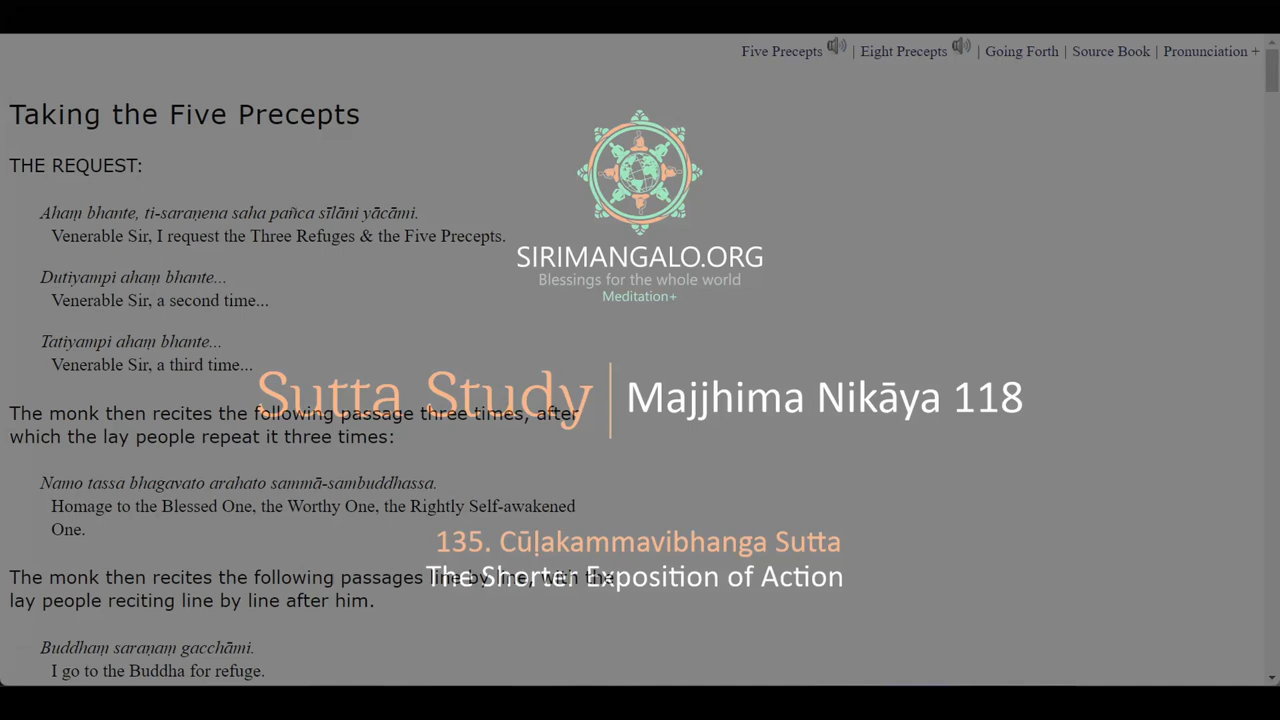 Five Precepts | Eight Precepts | Going Forth | Source Book | Pronunciation +
Taking the Five Precepts
THE REQUEST:
Ahaṃ bhante, ti-saraṇena saha pañca sīlāni yācāmi.
Venerable Sir, I request the Three Refuges & the Five Precepts.
Dutiyampi ahaṃ bhante...
Venerable Sir, a second time...
Tatiyampi ahaṃ bhante...
Venerable Sir, a third time...
The monk then recites the following passage three times, after
which the lay people repeat it three times:
Namo tassa bhagavato arahato sammā-sambuddhassa.
Homage to the Blessed One, the Worthy One, the Rightly Self-awakened
One.
The monk then recites the following passages line by line, with the
lay people reciting line by line after him.
Buddhaṃ saraṇaṃ gacchāmi.
I go to the Buddha for refuge.
SIRIMANGALO.ORG
Blessings for the whole world
Meditation+
Sutta Study | Majjhima Nikāya 118
135. Cūḷakammavibhanga Sutta
The Shorter Exposition of Action